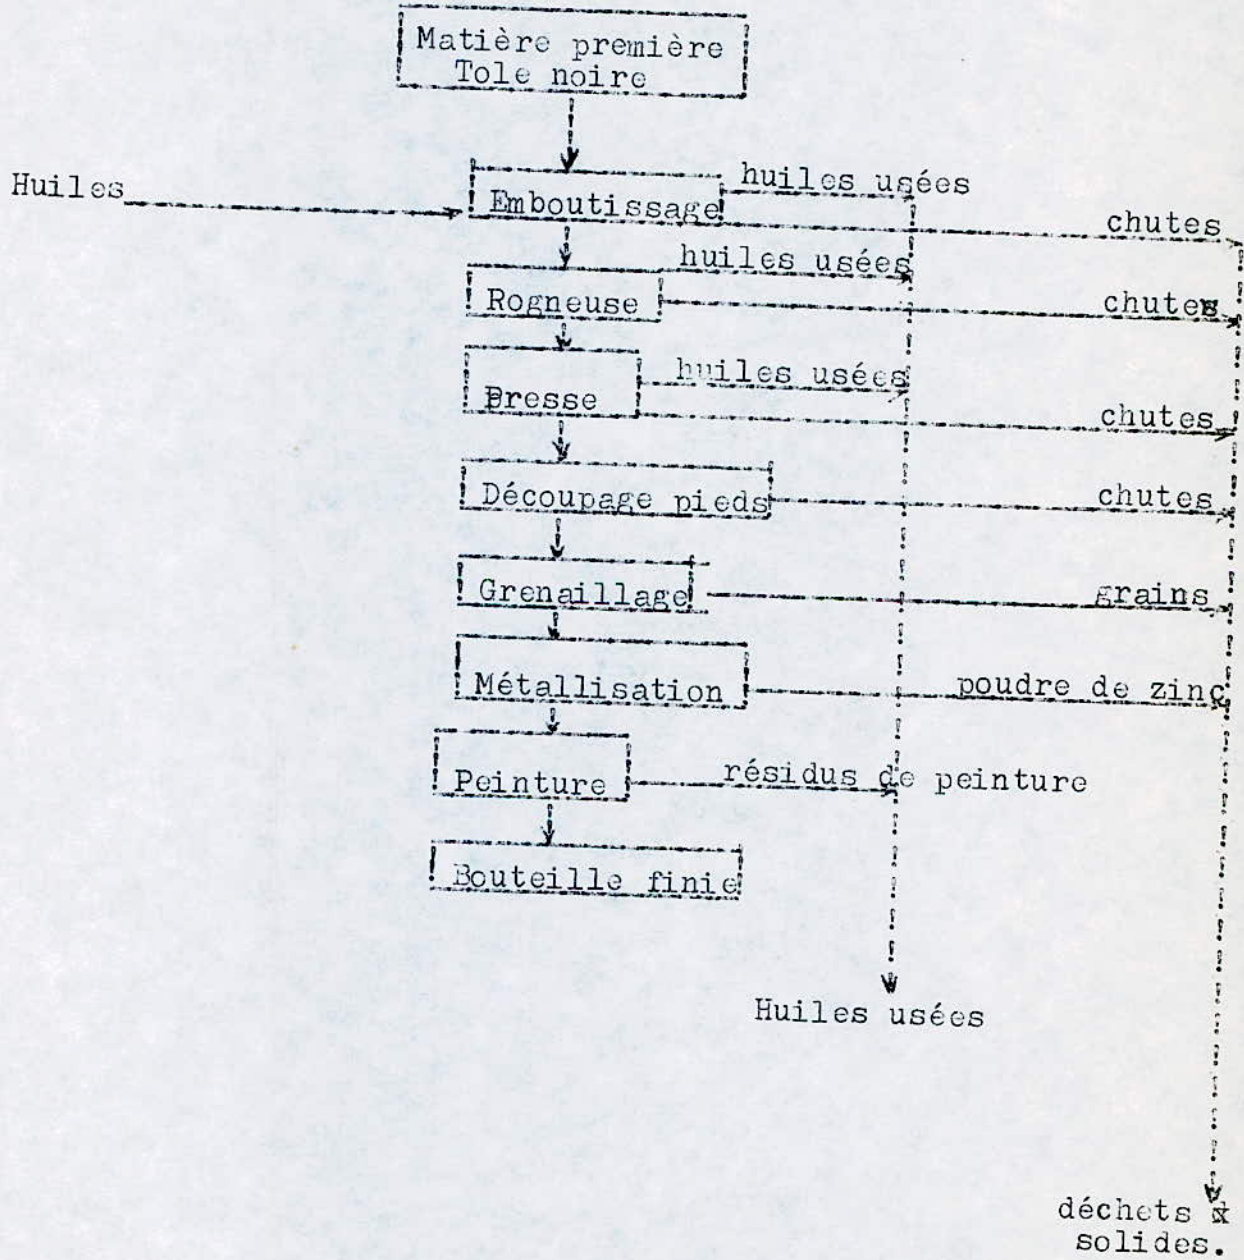 Matière première
Tole noire
huiles usées
Huiles
Emboutissage
chutes
huiles usées
Rogneuse
chutes
huiles usées
Presse
chutes
Découpage pieds
chutes
Grenaillage
grains
Métallisation
poudre de zinc
Peinture
résidus de peinture
Bouteille finie
Huiles usées
déchets
solides.